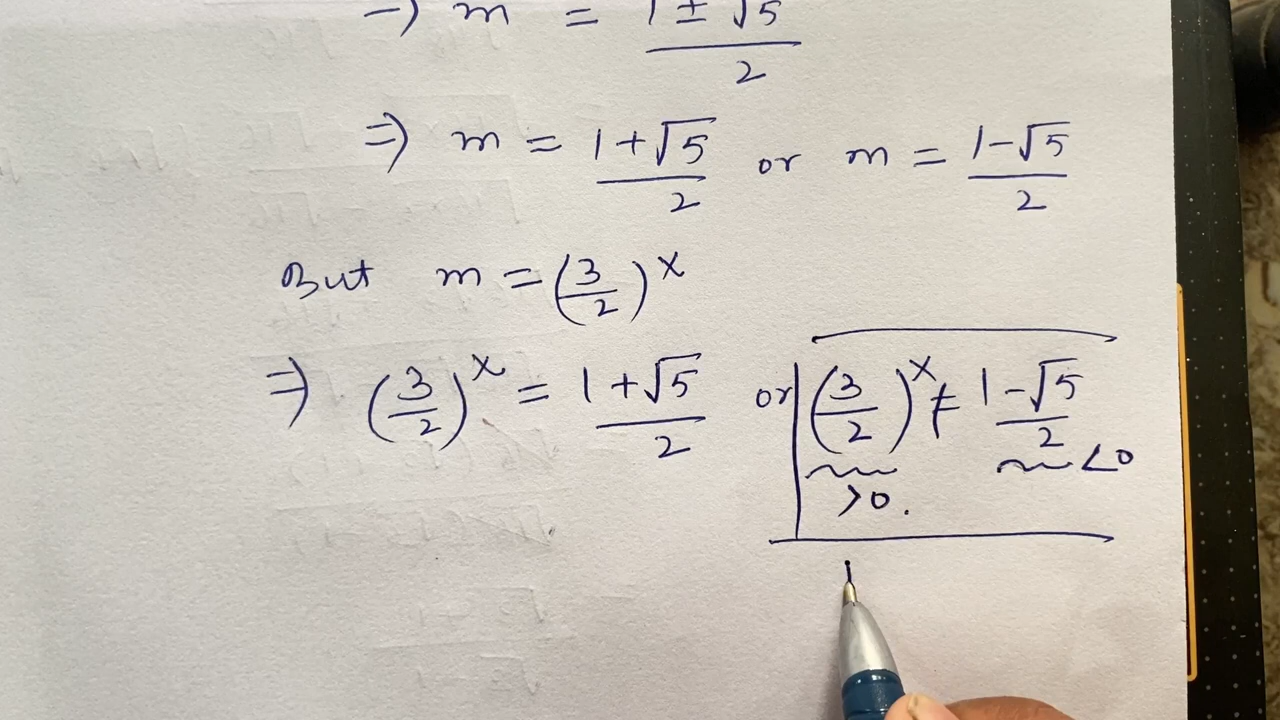 → m = (1 ± √5)/2
⇒ m = (1 + √5)/2 or m = (1 - √5)/2
But m = (3/2)^x
⇒ (3/2)^x = (1 + √5)/2 or (3/2)^x ≠ (1 - √5)/2
<0
>0.